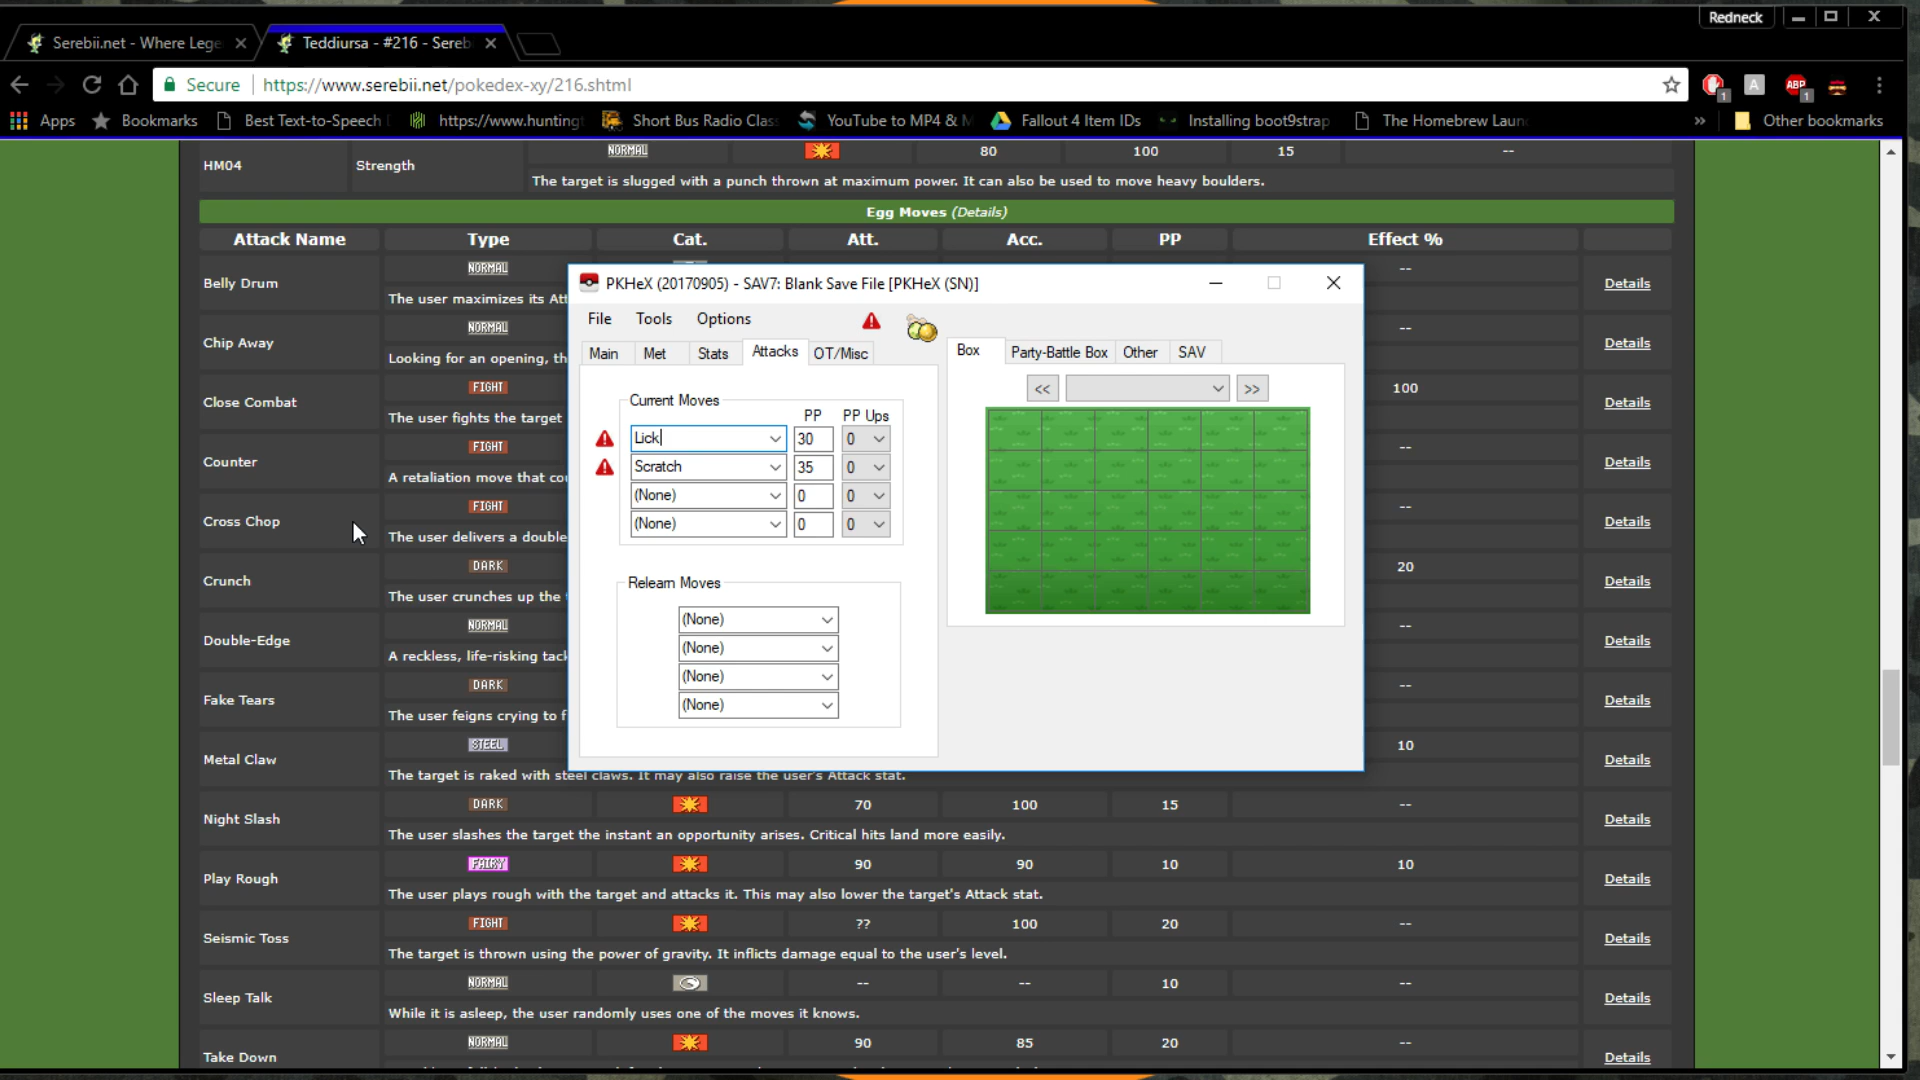 Redneck
Serebii.net - Where Lege
Teddiursa - #216 - Sereb
Secure https://www.serebii.net/pokedex-xy/216.shtml
A
ABP
1
1
Apps
Bookmarks
Best Text-to-Speech
https://www.hunting
Short Bus Radio Clas
YouTube to MP4 & M
Fallout 4 Item IDs
Installing boot9strap
The Homebrew Laun
»
Other bookmarks
HM04
Strength
NORMAL
80
100
15
--
The target is slugged with a punch thrown at maximum power. It can also be used to move heavy boulders.
Egg Moves (Details)
Attack Name Type Cat. Att. Acc. PP Effect %
Belly Drum
NORMAL
--
Details
The user maximizes its Att
Chip Away
NORMAL
--
Details
Looking for an opening, th
Close Combat
FIGHT
100
Details
The user fights the target
Counter
FIGHT
--
Details
A retaliation move that cou
Cross Chop
FIGHT
--
Details
The user delivers a double
Crunch
DARK
20
Details
The user crunches up the
Double-Edge
NORMAL
--
Details
A reckless, life-risking tack
Fake Tears
DARK
--
Details
The user feigns crying to f
Metal Claw
STEEL
10
Details
The target is raked with steel claws. It may also raise the user's Attack stat.
Night Slash
DARK
70
100
15
--
Details
The user slashes the target the instant an opportunity arises. Critical hits land more easily.
Play Rough
FAIRY
90
90
10
10
Details
The user plays rough with the target and attacks it. This may also lower the target's Attack stat.
Seismic Toss
FIGHT
??
100
20
--
Details
The target is thrown using the power of gravity. It inflicts damage equal to the user's level.
Sleep Talk
NORMAL
--
--
10
--
Details
While it is asleep, the user randomly uses one of the moves it knows.
Take Down
NORMAL
90
85
20
--
Details
PKHeX (20170905) - SAV7: Blank Save File [PKHeX (SN)]
File Tools Options
Main Met Stats Attacks OT/Misc
Current Moves
PP PP Ups
Lick 30 0
Scratch 35 0
(None) 0 0
(None) 0 0
Relearn Moves
(None)
(None)
(None)
(None)
Box Party-Battle Box Other SAV
<< >>